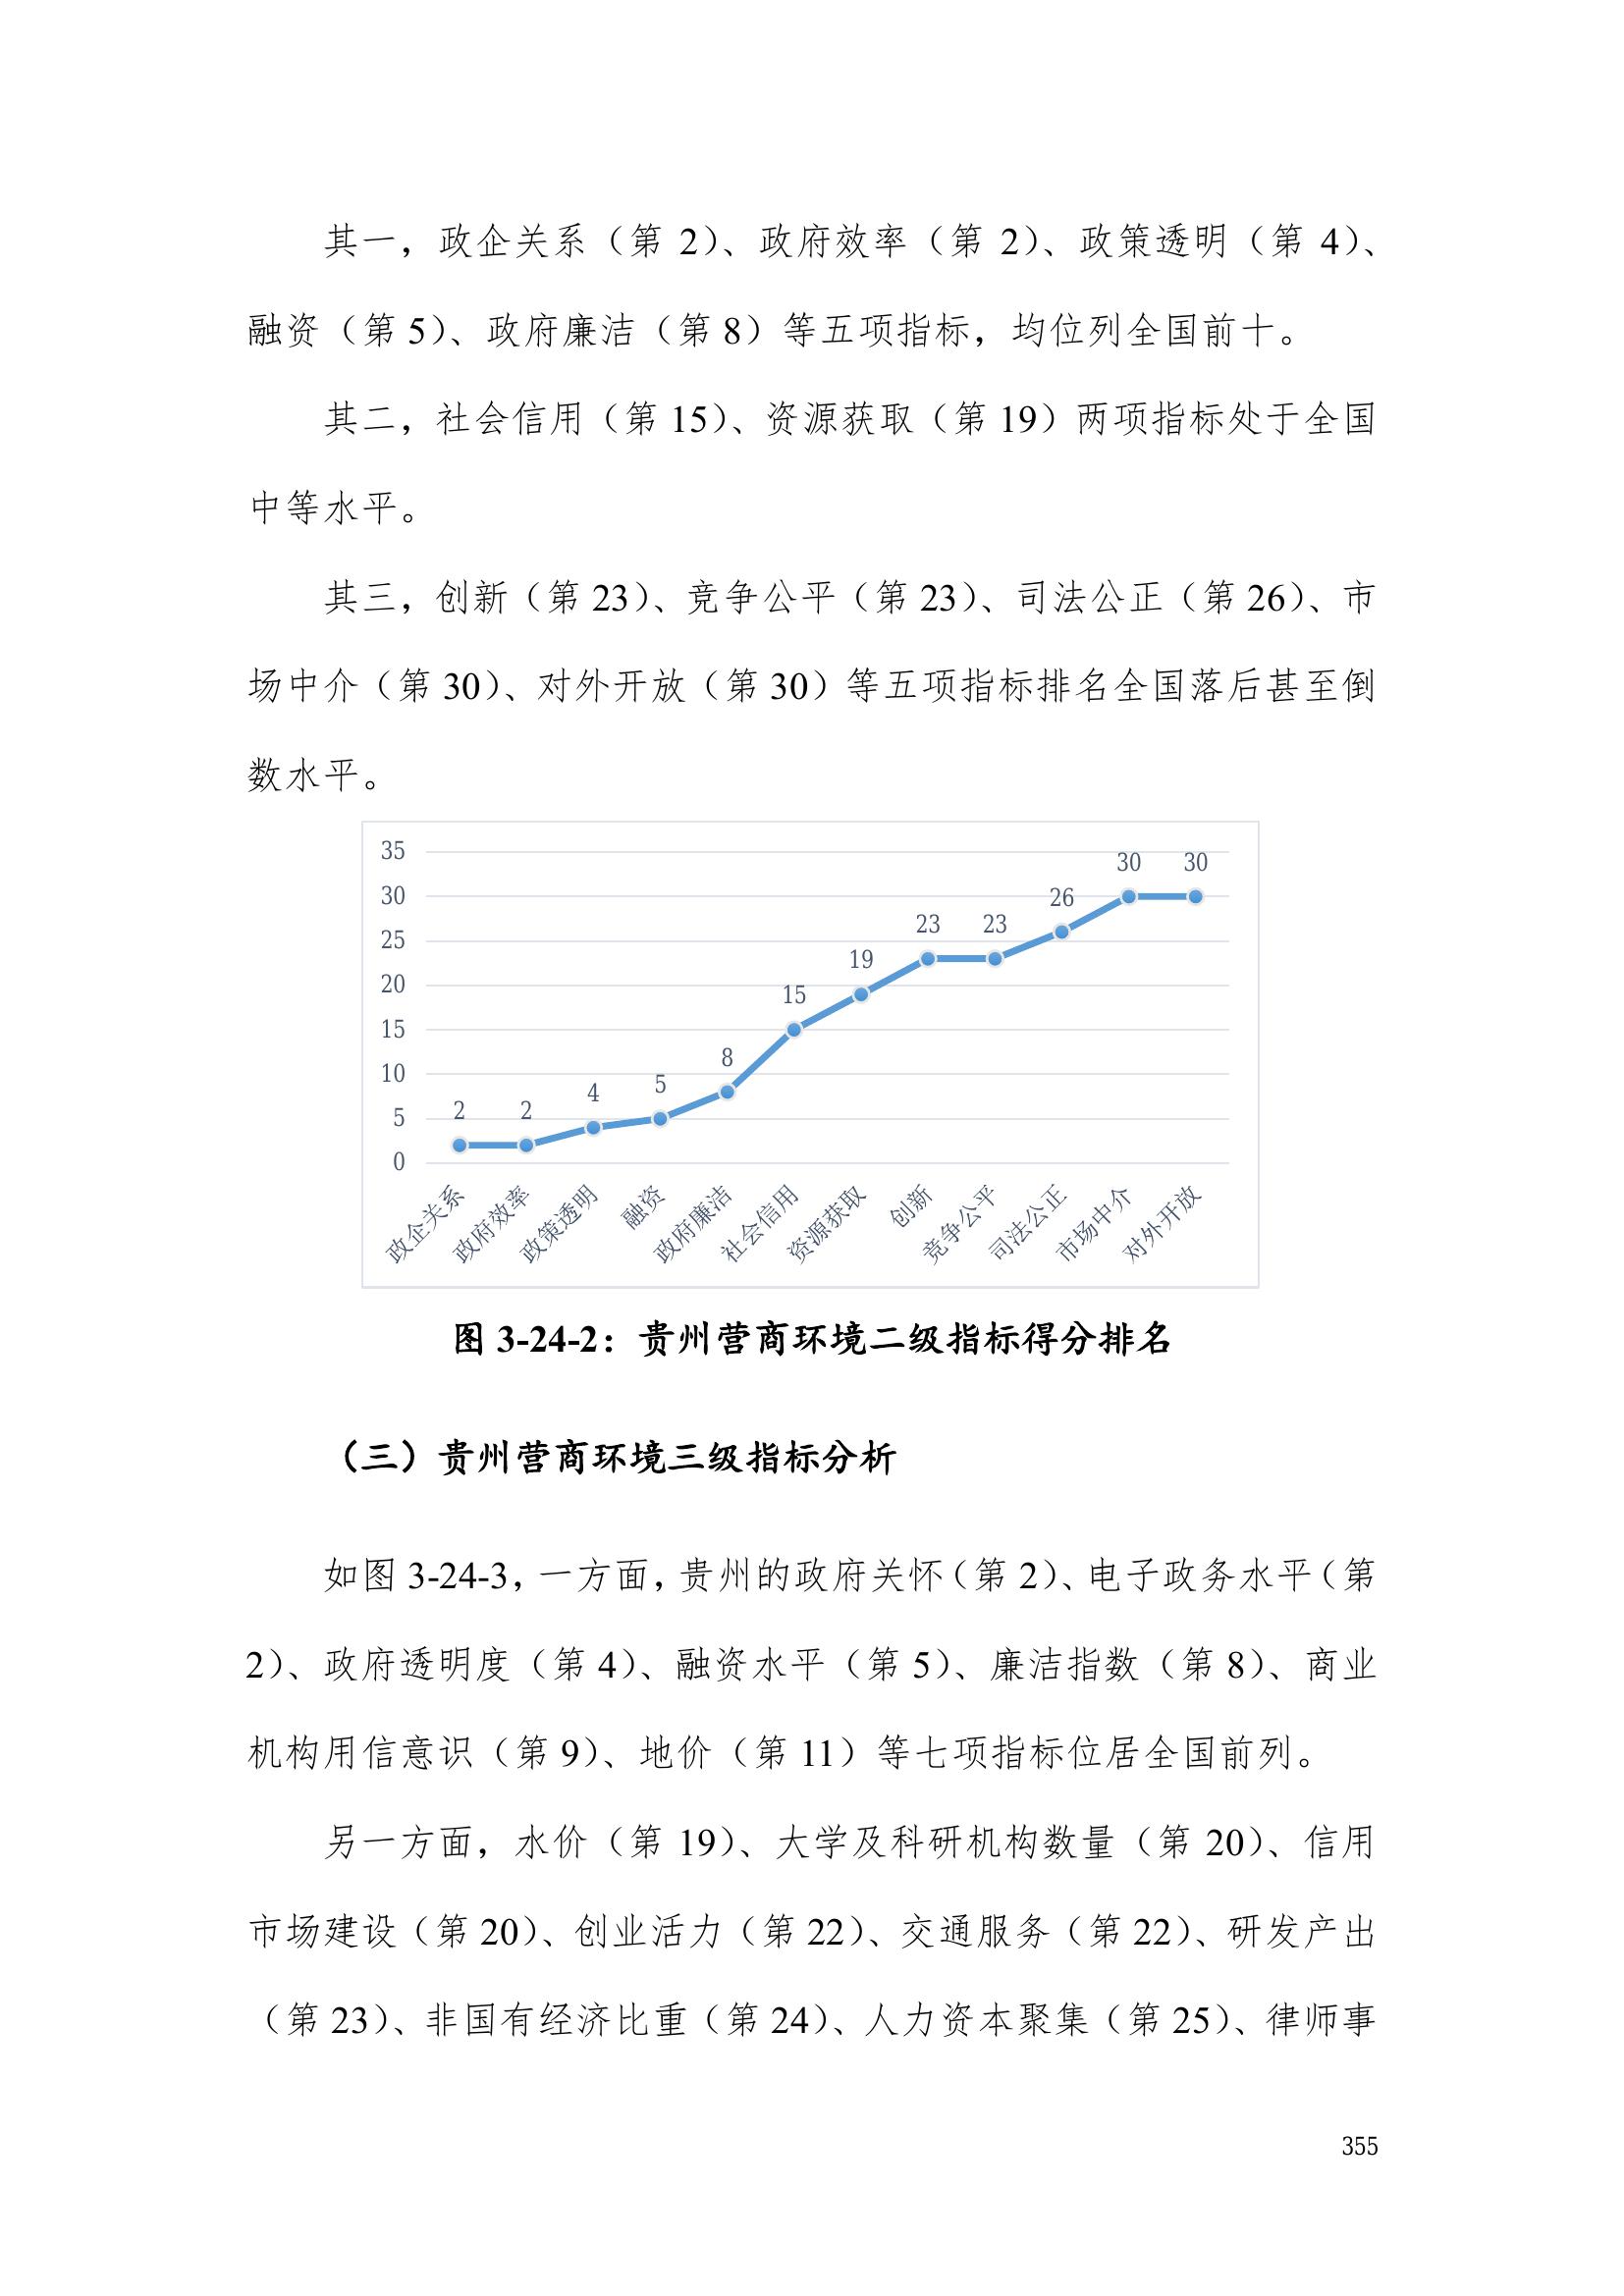 其一，政企关系（第 2）、政府效率（第 2）、政策透明（第 4）、
融资（第 5）、政府廉洁（第 8）等五项指标，均位列全国前十。
其二，社会信用（第 15）、资源获取（第 19）两项指标处于全国
中等水平。
其三，创新（第 23）、竞争公平（第 23）、司法公正（第 26）、市
场中介（第 30）、对外开放（第 30）等五项指标排名全国落后甚至倒
数水平。
35
30
25
20
15
10
5
0
2
2
4
5
8
15
19
23
23
26
30
30
政企关系
政府效率
政策透明
融资
政府廉洁
社会信用
资源获取
创新
竞争公平
司法公正
市场中介
对外开放
图 3-24-2：贵州营商环境二级指标得分排名
（三）贵州营商环境三级指标分析
如图 3-24-3，一方面，贵州的政府关怀（第 2）、电子政务水平（第
2）、政府透明度（第 4）、融资水平（第 5）、廉洁指数（第 8）、商业
机构用信意识（第 9）、地价（第 11）等七项指标位居全国前列。
另一方面，水价（第 19）、大学及科研机构数量（第 20）、信用
市场建设（第 20）、创业活力（第 22）、交通服务（第 22）、研发产出
（第 23）、非国有经济比重（第 24）、人力资本聚集（第 25）、律师事
355